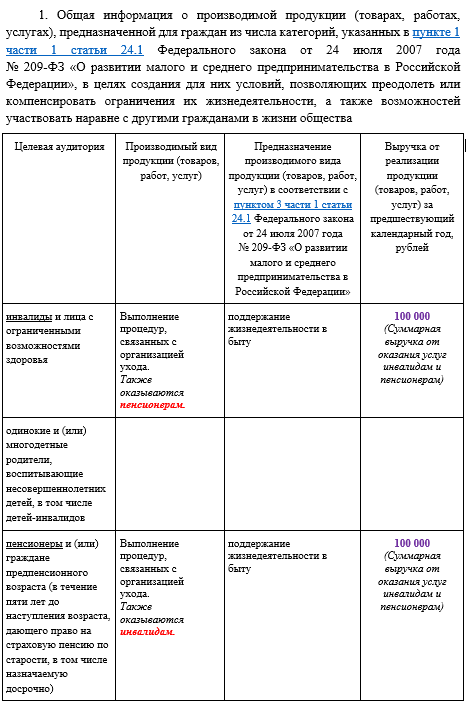 1. Общая информация о производимой продукции (товарах, работах,
услугах), предназначенной для граждан из числа категорий, указанных в пункте 1
части 1 статьи 24.1 Федерального закона от 24 июля 2007 года
№ 209-ФЗ «О развитии малого и среднего предпринимательства в Российской
Федерации», в целях создания для них условий, позволяющих преодолеть или
компенсировать ограничения их жизнедеятельности, а также возможностей
участвовать наравне с другими гражданами в жизни общества
Целевая аудитория
Производимый вид
продукции (товаров,
работ, услуг)
Предназначение
производимого вида
продукции (товаров, работ,
услуг) в соответствии с
пунктом 3 части 1 статьи
24.1 Федерального закона
от 24 июля 2007 года
№ 209-ФЗ «О развитии
малого и среднего
предпринимательства в
Российской Федерации»
Выручка от
реализации
продукции
(товаров, работ,
услуг) за
предшествующий
календарный год,
рублей
инвалиды и лица с
ограниченными
возможностями
здоровья
Выполнение
процедур,
связанных с
организацией
ухода.
Также
оказываются
пенсионерам.
поддержание
жизнедеятельности в
быту
100 000
(Суммарная
выручка от
оказания услуг
инвалидам и
пенсионерам)
одинокие и (или)
многодетные
родители,
воспитывающие
несовершеннолетних
детей, в том числе
детей-инвалидов
пенсионеры и (или)
граждане
предпенсионного
возраста (в течение
пяти лет до
наступления возраста,
дающего право на
страховую пенсию по
старости, в том числе
назначаемую
досрочно)
Выполнение
процедур,
связанных с
организацией
ухода.
Также
оказываются
инвалидам.
поддержание
жизнедеятельности в
быту
100 000
(Суммарная
выручка от
оказания услуг
инвалидам и
пенсионерам)